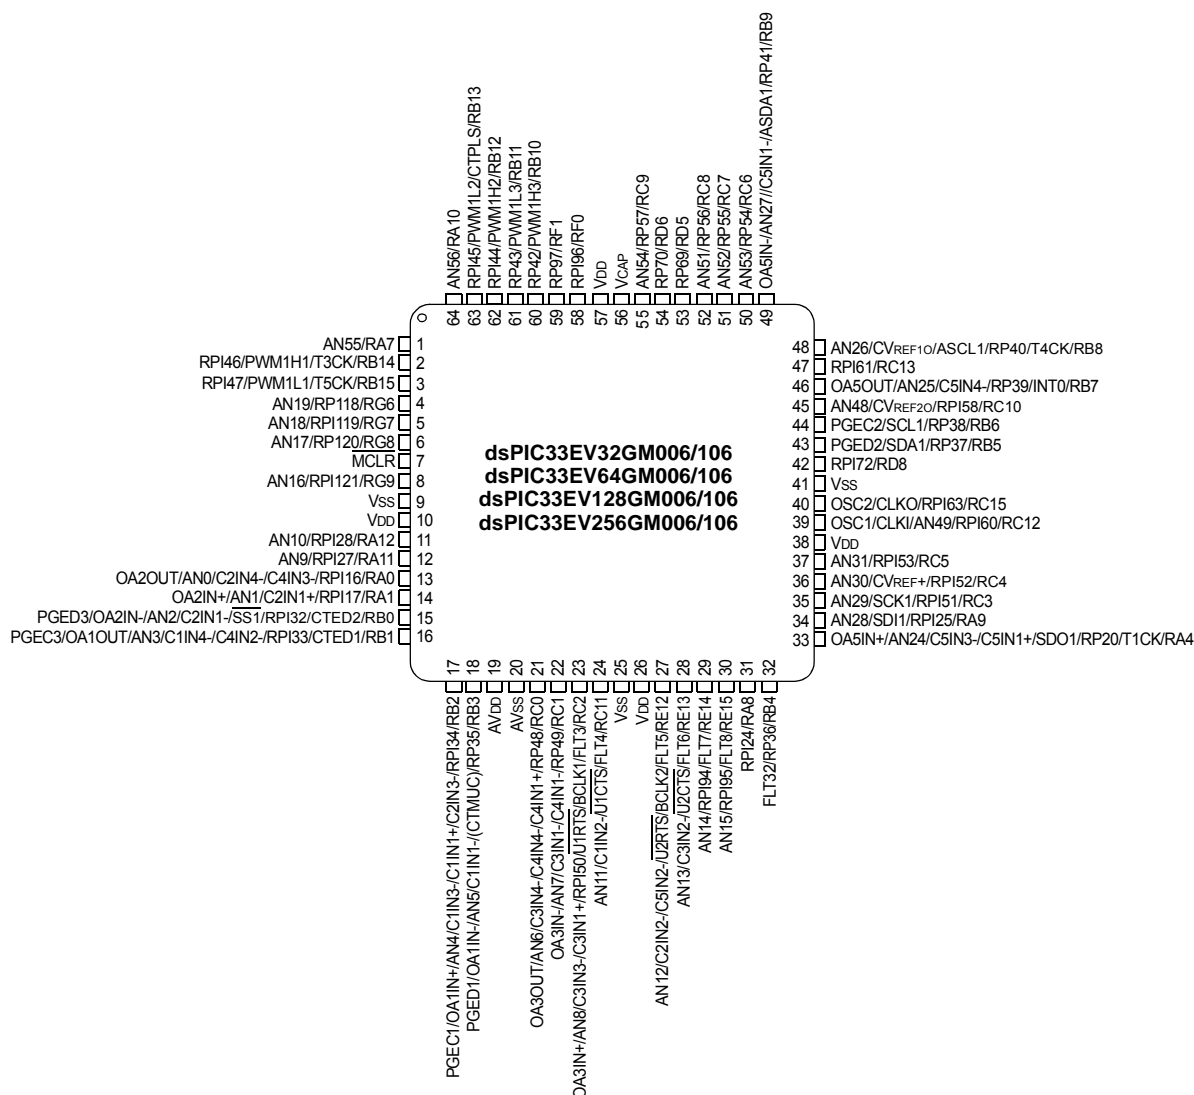 AN56/RA10
RPI45/PWM1L2/CTPLS/RB13
RPI44/PWM1H2/RB12
RP43/PWM1L3/RB11
RP42/PWM1H3/RB10
RP97/RF1
RPI96/RF0
VDD
VCAP
AN54/RP57/RC9
RP70/RD6
RP69/RD5
AN51/RP56/RC8
AN52/RP55/RC7
AN53/RP54/RC6
OA5IN-/AN27//C5IN1-/ASDA1/RP41/RB9
64 63 62 61 60 59 58 57 56 55 54 53 52 51 50 49
AN55/RA7 1
RPI46/PWM1H1/T3CK/RB14 2
RPI47/PWM1L1/T5CK/RB15 3
AN19/RP118/RG6 4
AN18/RPI119/RG7 5
AN17/RP120/RG8 6
MCLR 7
AN16/RPI121/RG9 8
VSS 9
VDD 10
AN10/RPI28/RA12 11
AN9/RPI27/RA11 12
OA2OUT/AN0/C2IN4-/C4IN3-/RPI16/RA0 13
OA2IN+/AN1/C2IN1+/RPI17/RA1 14
PGED3/OA2IN-/AN2/C2IN1-/SS1/RPI32/CTED2/RB0 15
PGEC3/OA1OUT/AN3/C1IN4-/C4IN2-/RPI33/CTED1/RB1 16
dsPIC33EV32GM006/106
dsPIC33EV64GM006/106
dsPIC33EV128GM006/106
dsPIC33EV256GM006/106
48 AN26/CVREF1O/ASCL1/RP40/T4CK/RB8
47 RPI61/RC13
46 OA5OUT/AN25/C5IN4-/RP39/INT0/RB7
45 AN48/CVREF2O/RPI58/RC10
44 PGEC2/SCL1/RP38/RB6
43 PGED2/SDA1/RP37/RB5
42 RPI72/RD8
41 VSS
40 OSC2/CLKO/RPI63/RC15
39 OSC1/CLKI/AN49/RPI60/RC12
38 VDD
37 AN31/RPI53/RC5
36 AN30/CVREF+/RPI52/RC4
35 AN29/SCK1/RPI51/RC3
34 AN28/SDI1/RPI25/RA9
33 OA5IN+/AN24/C5IN3-/C5IN1+/SDO1/RP20/T1CK/RA4
17 18 19 20 21 22 23 24 25 26 27 28 29 30 31 32
PGEC1/OA1IN+/AN4/C1IN3-/C1IN1+/C2IN3-/RPI34/RB2
PGED1/OA1IN-/AN5/C1IN1-/(CTMUC)/RP35/RB3
AVDD
AVSS
OA3OUT/AN6/C3IN4-/C4IN4-/C4IN1+/RP48/RC0
OA3IN-/AN7/C3IN1-/C4IN1-/RP49/RC1
OA3IN+/AN8/C3IN3-/C3IN1+/RPI50/U1RTS/BCLK1/FLT3/RC2
AN11/C1IN2-/U1CTS/FLT4/RC11
VSS
VDD
AN12/C2IN2-/C5IN2-/U2RTS/BCLK2/FLT5/RE12
AN13/C3IN2-/U2CTS/FLT6/RE13
AN14/RPI94/FLT7/RE14
AN15/RPI95/FLT8/RE15
RPI24/RA8
FLT32/RP36/RB4